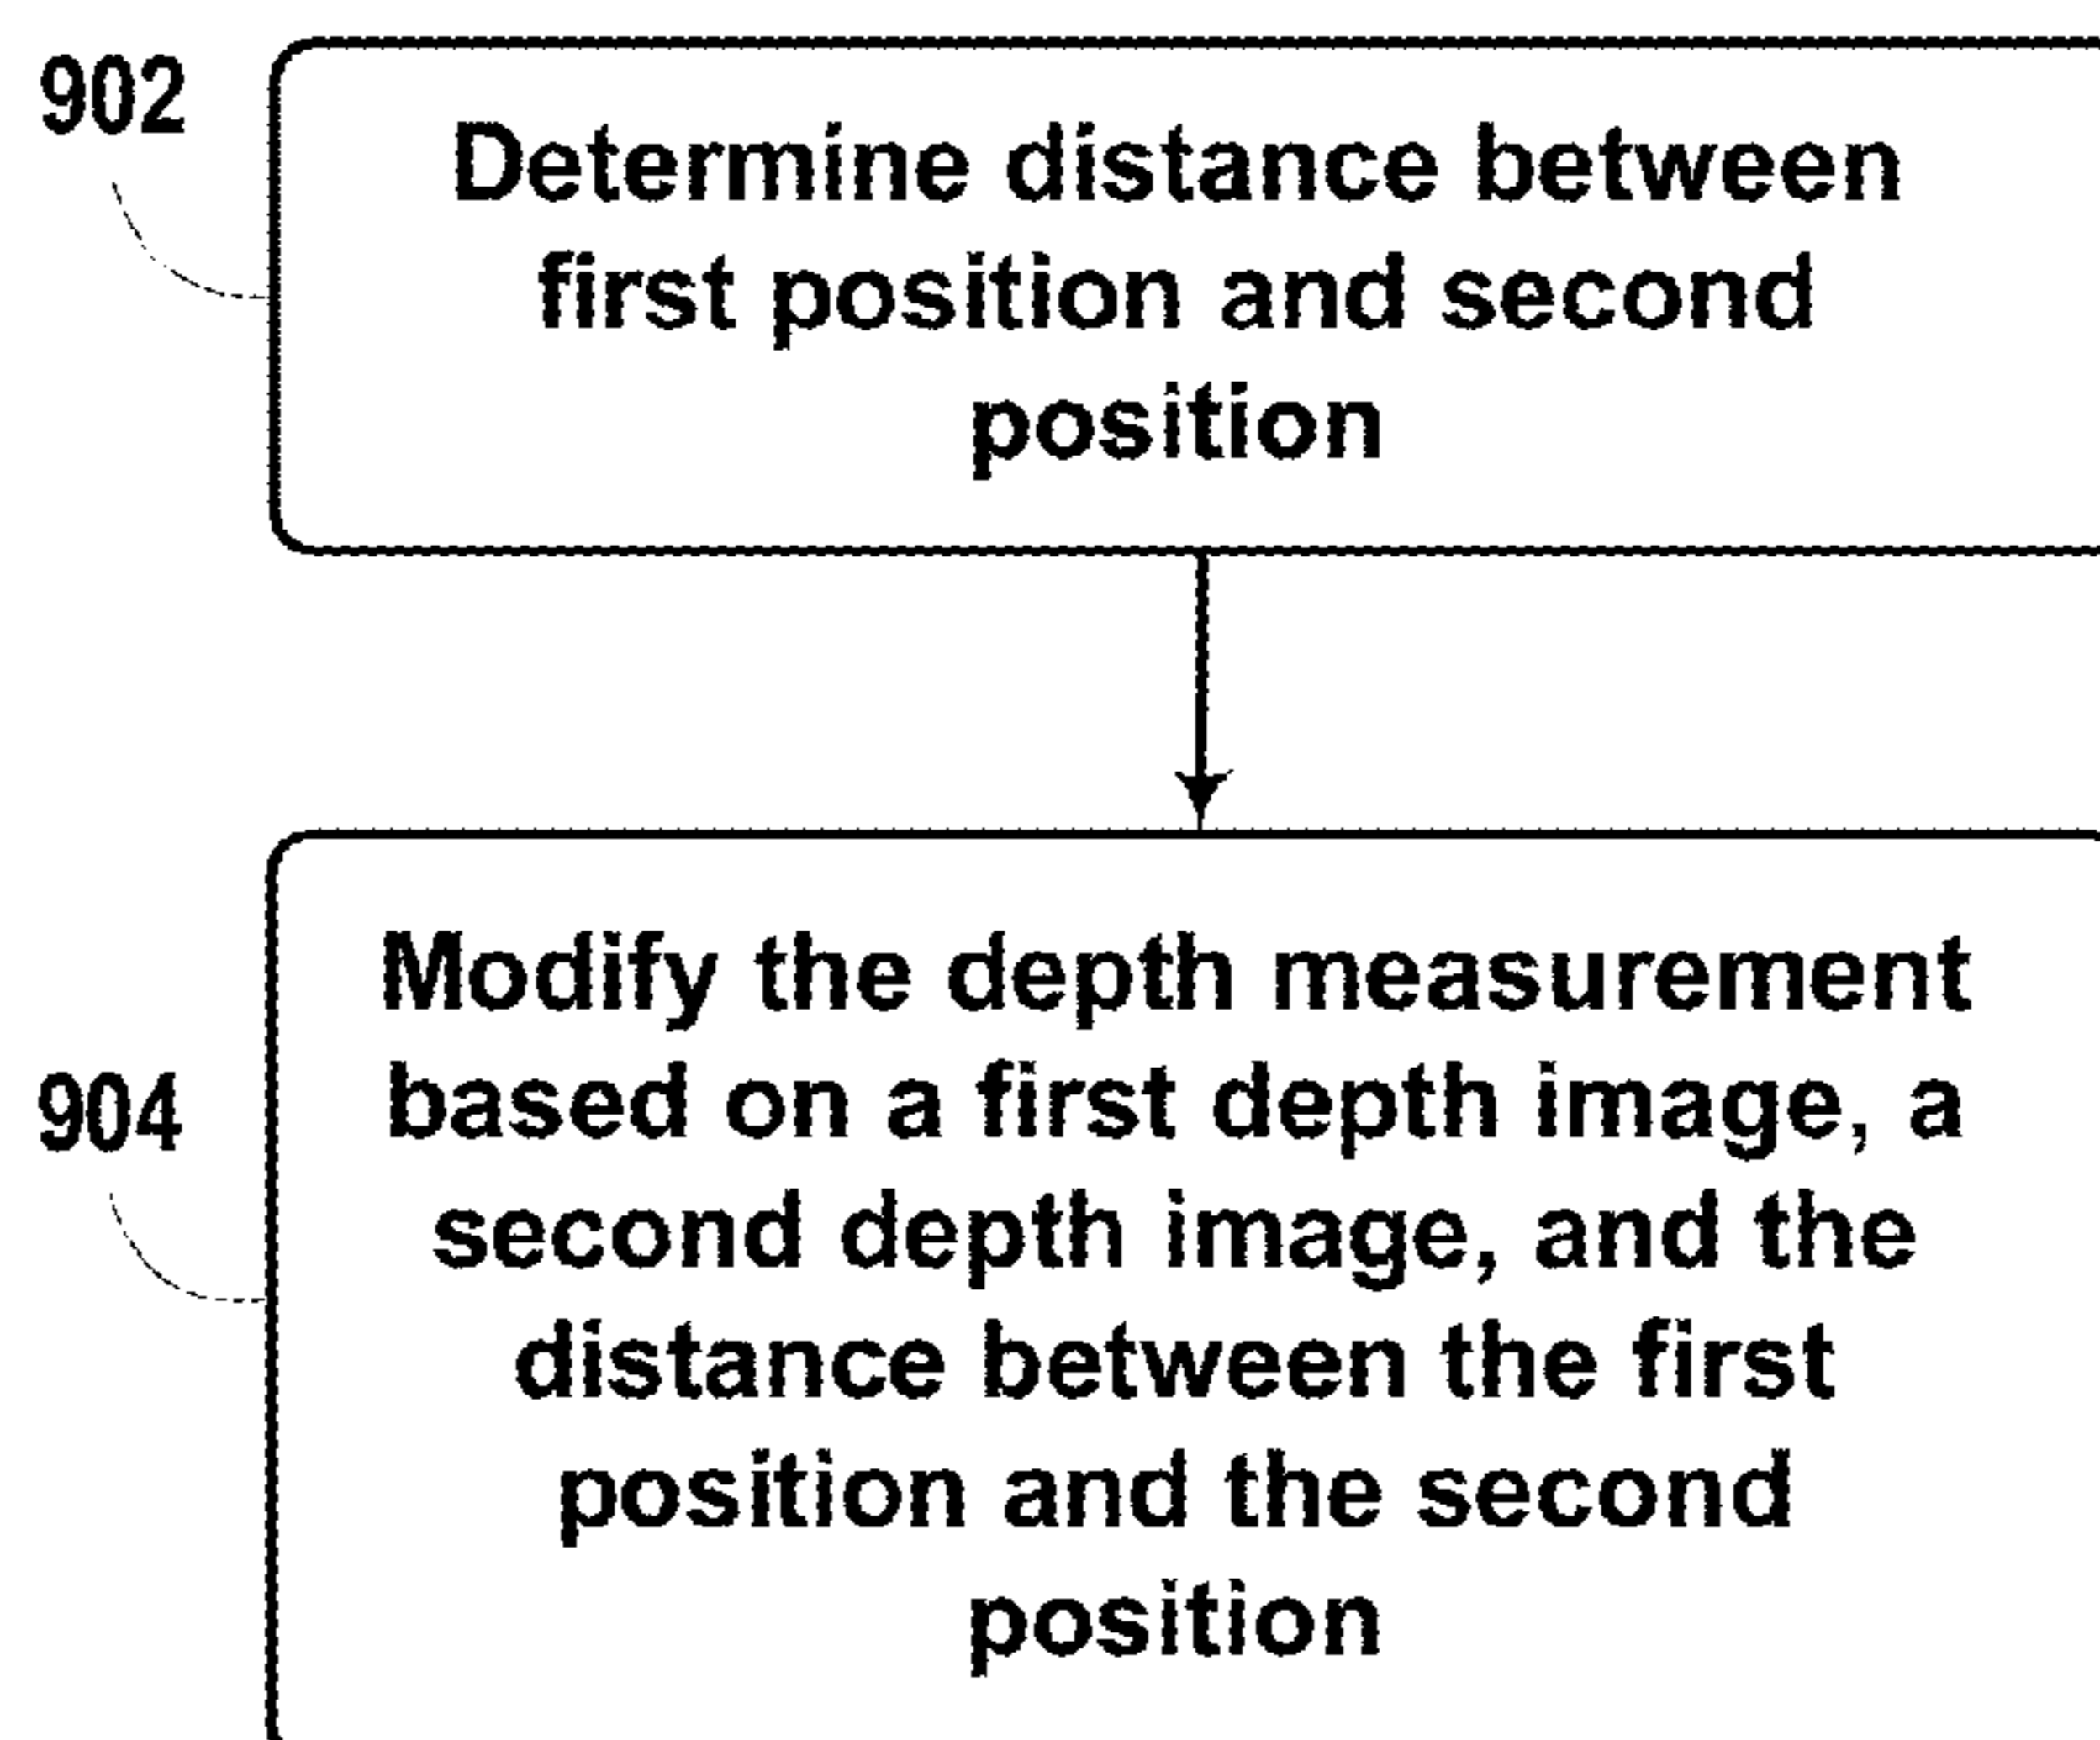 902
Determine distance between
first position and second
position
Modify the depth measurement
based on a first depth image, a
904
second depth image, and the
distance between the first
position and the second
position